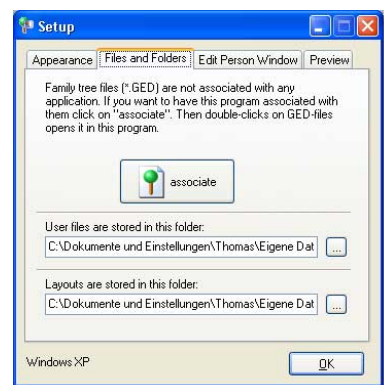 Setup
Appearance Files and Folders Edit Person Window Preview
Family tree files (*.GED) are not associated with any
application. If you want to have this program associated with
them click on "associate". Then double-clicks on GED-files
opens it in this program.
associate
User files are stored in this folder:
C:\Dokumente und Einstellungen\Thomas\Eigene Dat ...
Layouts are stored in this folder:
C:\Dokumente und Einstellungen\Thomas\Eigene Dat ...
Windows XP OK